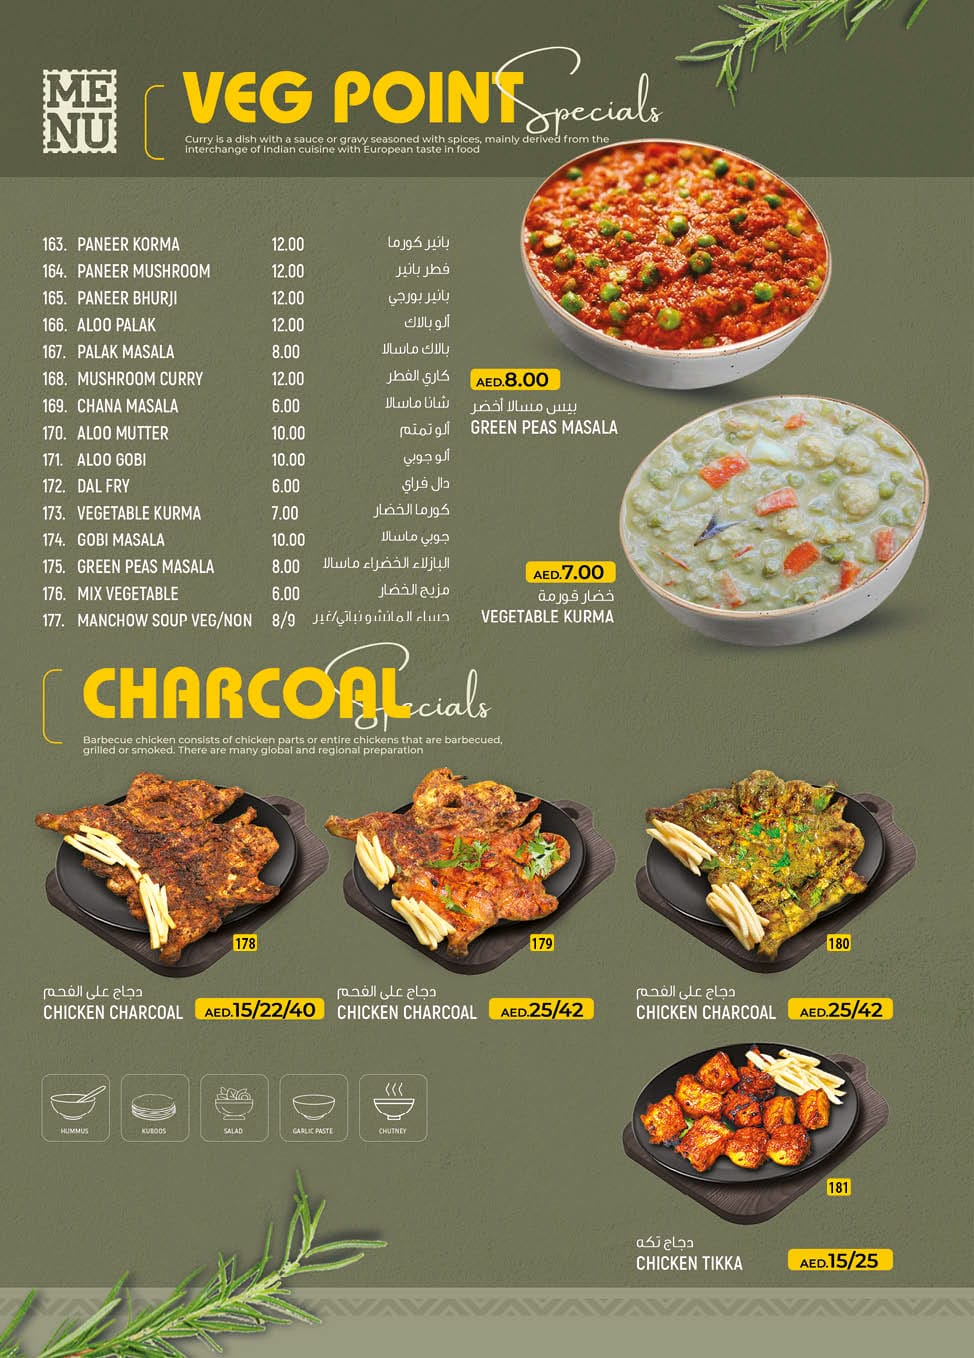 MENU
VEG POINT Specials
Curry is a dish with a sauce or gravy seasoned with spices, mainly derived from the
interchange of Indian cuisine with European taste in food
163. PANEER KORMA 12.00 بانير كورما
164. PANEER MUSHROOM 12.00 فطر بانير
165. PANEER BHURJI 12.00 بانير بورجي
166. ALOO PALAK 12.00 ألو بالاك
167. PALAK MASALA 8.00 بالاك ماسالا
168. MUSHROOM CURRY 12.00 كاري الفطر
169. CHANA MASALA 6.00 شانا ماسالا
170. ALOO MUTTER 10.00 ألو تمتم
171. ALOO GOBI 10.00 ألو جوبي
172. DAL FRY 6.00 دال فراي
173. VEGETABLE KURMA 7.00 كورما الخضار
174. GOBI MASALA 10.00 جوبي ماسالا
175. GREEN PEAS MASALA 8.00 البازلاء الخضراء ماسالا
176. MIX VEGETABLE 6.00 مزيج الخضار
177. MANCHOW SOUP VEG/NON 8/9 حساء المانشو نباتي/غير
AED.8.00
بيس مسالا أخضر
GREEN PEAS MASALA
AED.7.00
خضار قورمة
VEGETABLE KURMA
CHARCOAL Specials
Barbecue chicken consists of chicken parts or entire chickens that are barbecued,
grilled or smoked. There are many global and regional preparation
178
دجاج على الفحم
CHICKEN CHARCOAL AED.15/22/40
179
دجاج على الفحم
CHICKEN CHARCOAL AED.25/42
180
دجاج على الفحم
CHICKEN CHARCOAL AED.25/42
HUMMUS
KUBOOS
SALAD
GARLIC PASTE
CHUTNEY
181
دجاج تكه
CHICKEN TIKKA AED.15/25